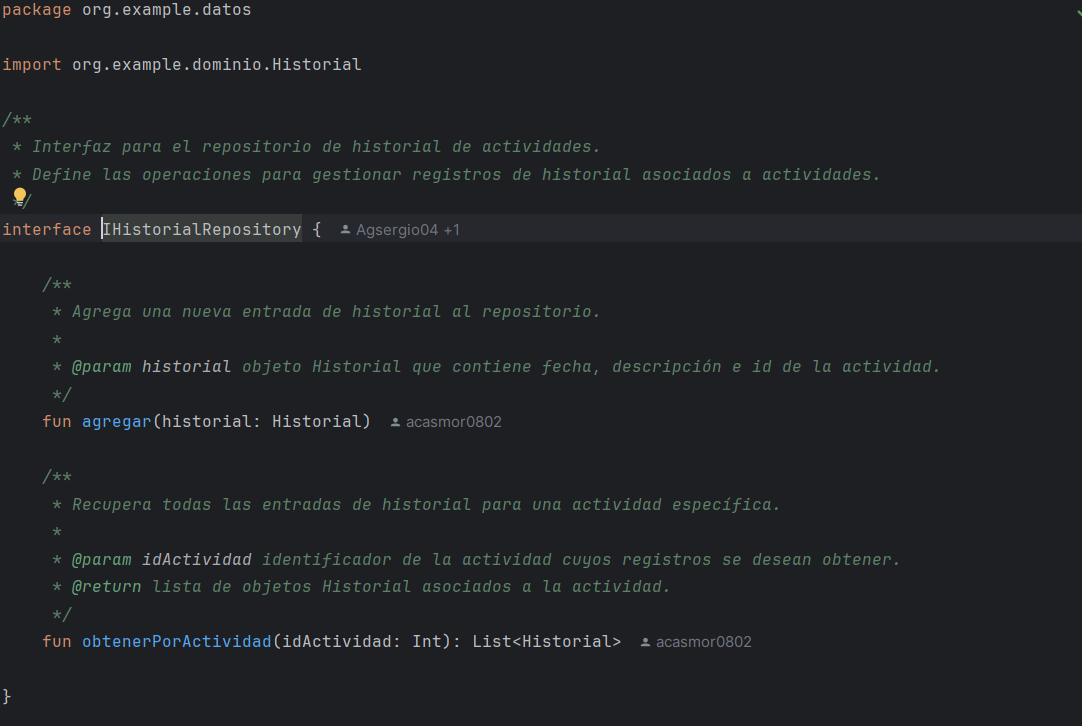 package org.example.datos
import org.example.dominio.Historial
/**
* Interfaz para el repositorio de historial de actividades.
* Define las operaciones para gestionar registros de historial asociados a actividades.
*/
interface IHistorialRepository { Agsergio04 +1
/**
* Agrega una nueva entrada de historial al repositorio.
*
* @param historial objeto Historial que contiene fecha, descripción e id de la actividad.
*/
fun agregar(historial: Historial) acasmor0802
/**
* Recupera todas las entradas de historial para una actividad específica.
*
* @param idActividad identificador de la actividad cuyos registros se desean obtener.
* @return lista de objetos Historial asociados a la actividad.
*/
fun obtenerPorActividad(idActividad: Int): List<Historial> acasmor0802
}